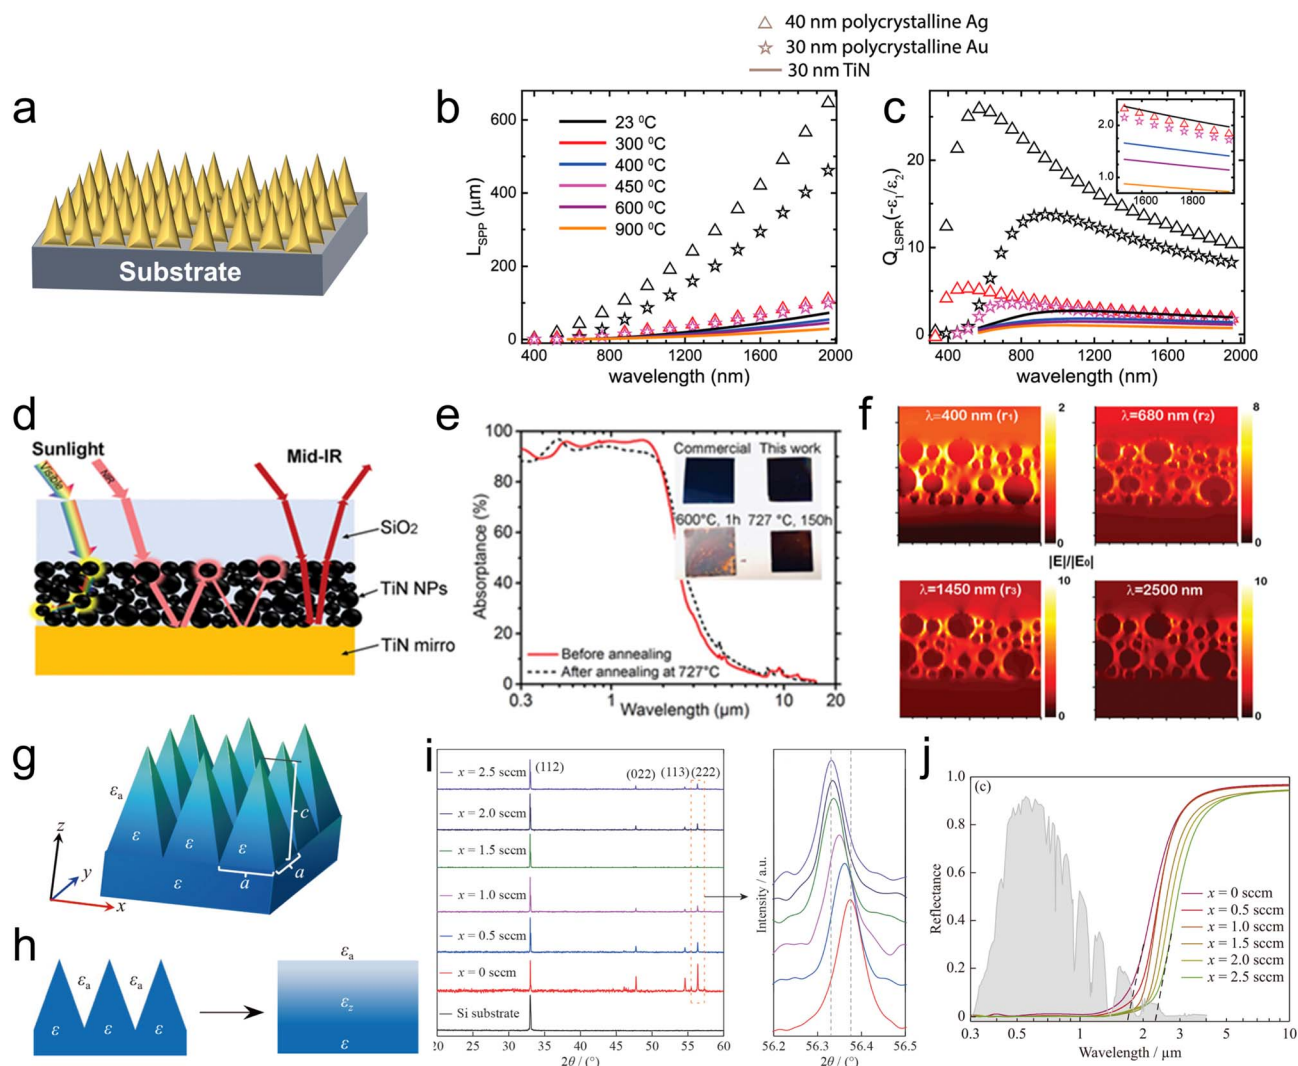 40 nm polycrystalline Ag
30 nm polycrystalline Au
30 nm TiN
a
Substrate
b
L_SPP (μm)
600
400
200
0
23 ⁰C
300 ⁰C
400 ⁰C
450 ⁰C
600 ⁰C
900 ⁰C
400 800 1200 1600 2000
wavelength (nm)
c
Q_LSPR(-ε₁/ε₂)
20
10
0
2.0
1.0
1600 1800
400 800 1200 1600 2000
wavelength (nm)
d
Sunlight
Visible
NIR
Mid-IR
SiO₂
TiN NPs
TiN mirro
e
Absorptance (%)
100
80
60
40
20
0
Commercial This work
600°C, 1h 727 °C, 150h
Before annealing
After annealing at 727°C
0.3 1 10 20
Wavelength (μm)
f
λ=400 nm (r₁)
2
0
λ=680 nm (r₂)
8
0
|E|/|E₀|
λ=1450 nm (r₃)
10
0
λ=2500 nm
10
0
g
εₐ
z
y
x
ε ε ε
ε
c
a
a
h
εₐ εₐ
ε ε ε
εₐ
ε_z
ε
i
x = 2.5 sccm
(112)
(022)
(113)
(222)
x = 2.0 sccm
x = 1.5 sccm
x = 1.0 sccm
x = 0.5 sccm
x = 0 sccm
Si substrate
20 30 40 50 60
2θ / (°)
Intensity / a.u.
56.2 56.3 56.4 56.5
2θ / (°)
j
(c)
Reflectance
1.0
0.8
0.6
0.4
0.2
0
x = 0 sccm
x = 0.5 sccm
x = 1.0 sccm
x = 1.5 sccm
x = 2.0 sccm
x = 2.5 sccm
0.3 0.5 1 2 3 5 10
Wavelength / μm